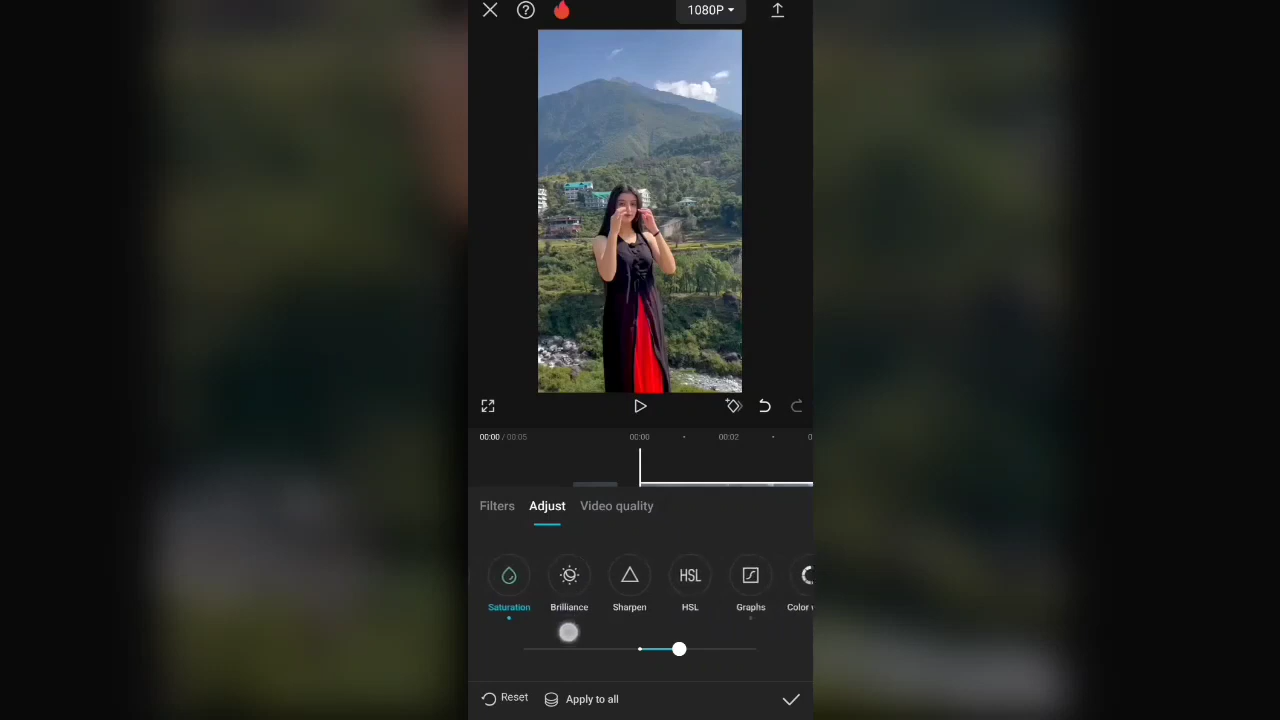 1080P
00:00 / 00:05
00:00
00:02
Filters
Adjust
Video quality
HSL
Saturation
Brilliance
Sharpen
HSL
Graphs
Color
Reset
Apply to all